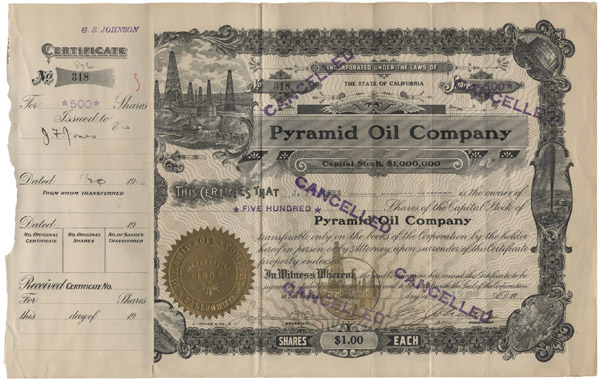 G. S. JOHNSON
CERTIFICATE
No. 318
For *500* Shares
Issued to
J F Jones
Dated 19
FROM WHOM TRANSFERRED
Dated 19
NO. ORIGINAL CERTIFICATE
NO. ORIGINAL SHARES
NO. OF SHARES TRANSFERRED
Received CERTIFICATE NO.
For Shares
this day of 19
INCORPORATED UNDER THE LAWS OF
THE STATE OF CALIFORNIA
318
*500*
CANCELLED
CANCELLED
Pyramid Oil Company
Capital Stock, $1,000,000
THIS CERTIFIES THAT is the owner of
CANCELLED
*FIVE HUNDRED* Shares of the Capital Stock of
Pyramid Oil Company
transferable only on the books of the Corporation by the holder
hereof in person or by Attorney, upon surrender of this Certificate
properly endorsed.
In Witness Whereof,
CANCELLED
CANCELLED
SHARES $1.00 EACH